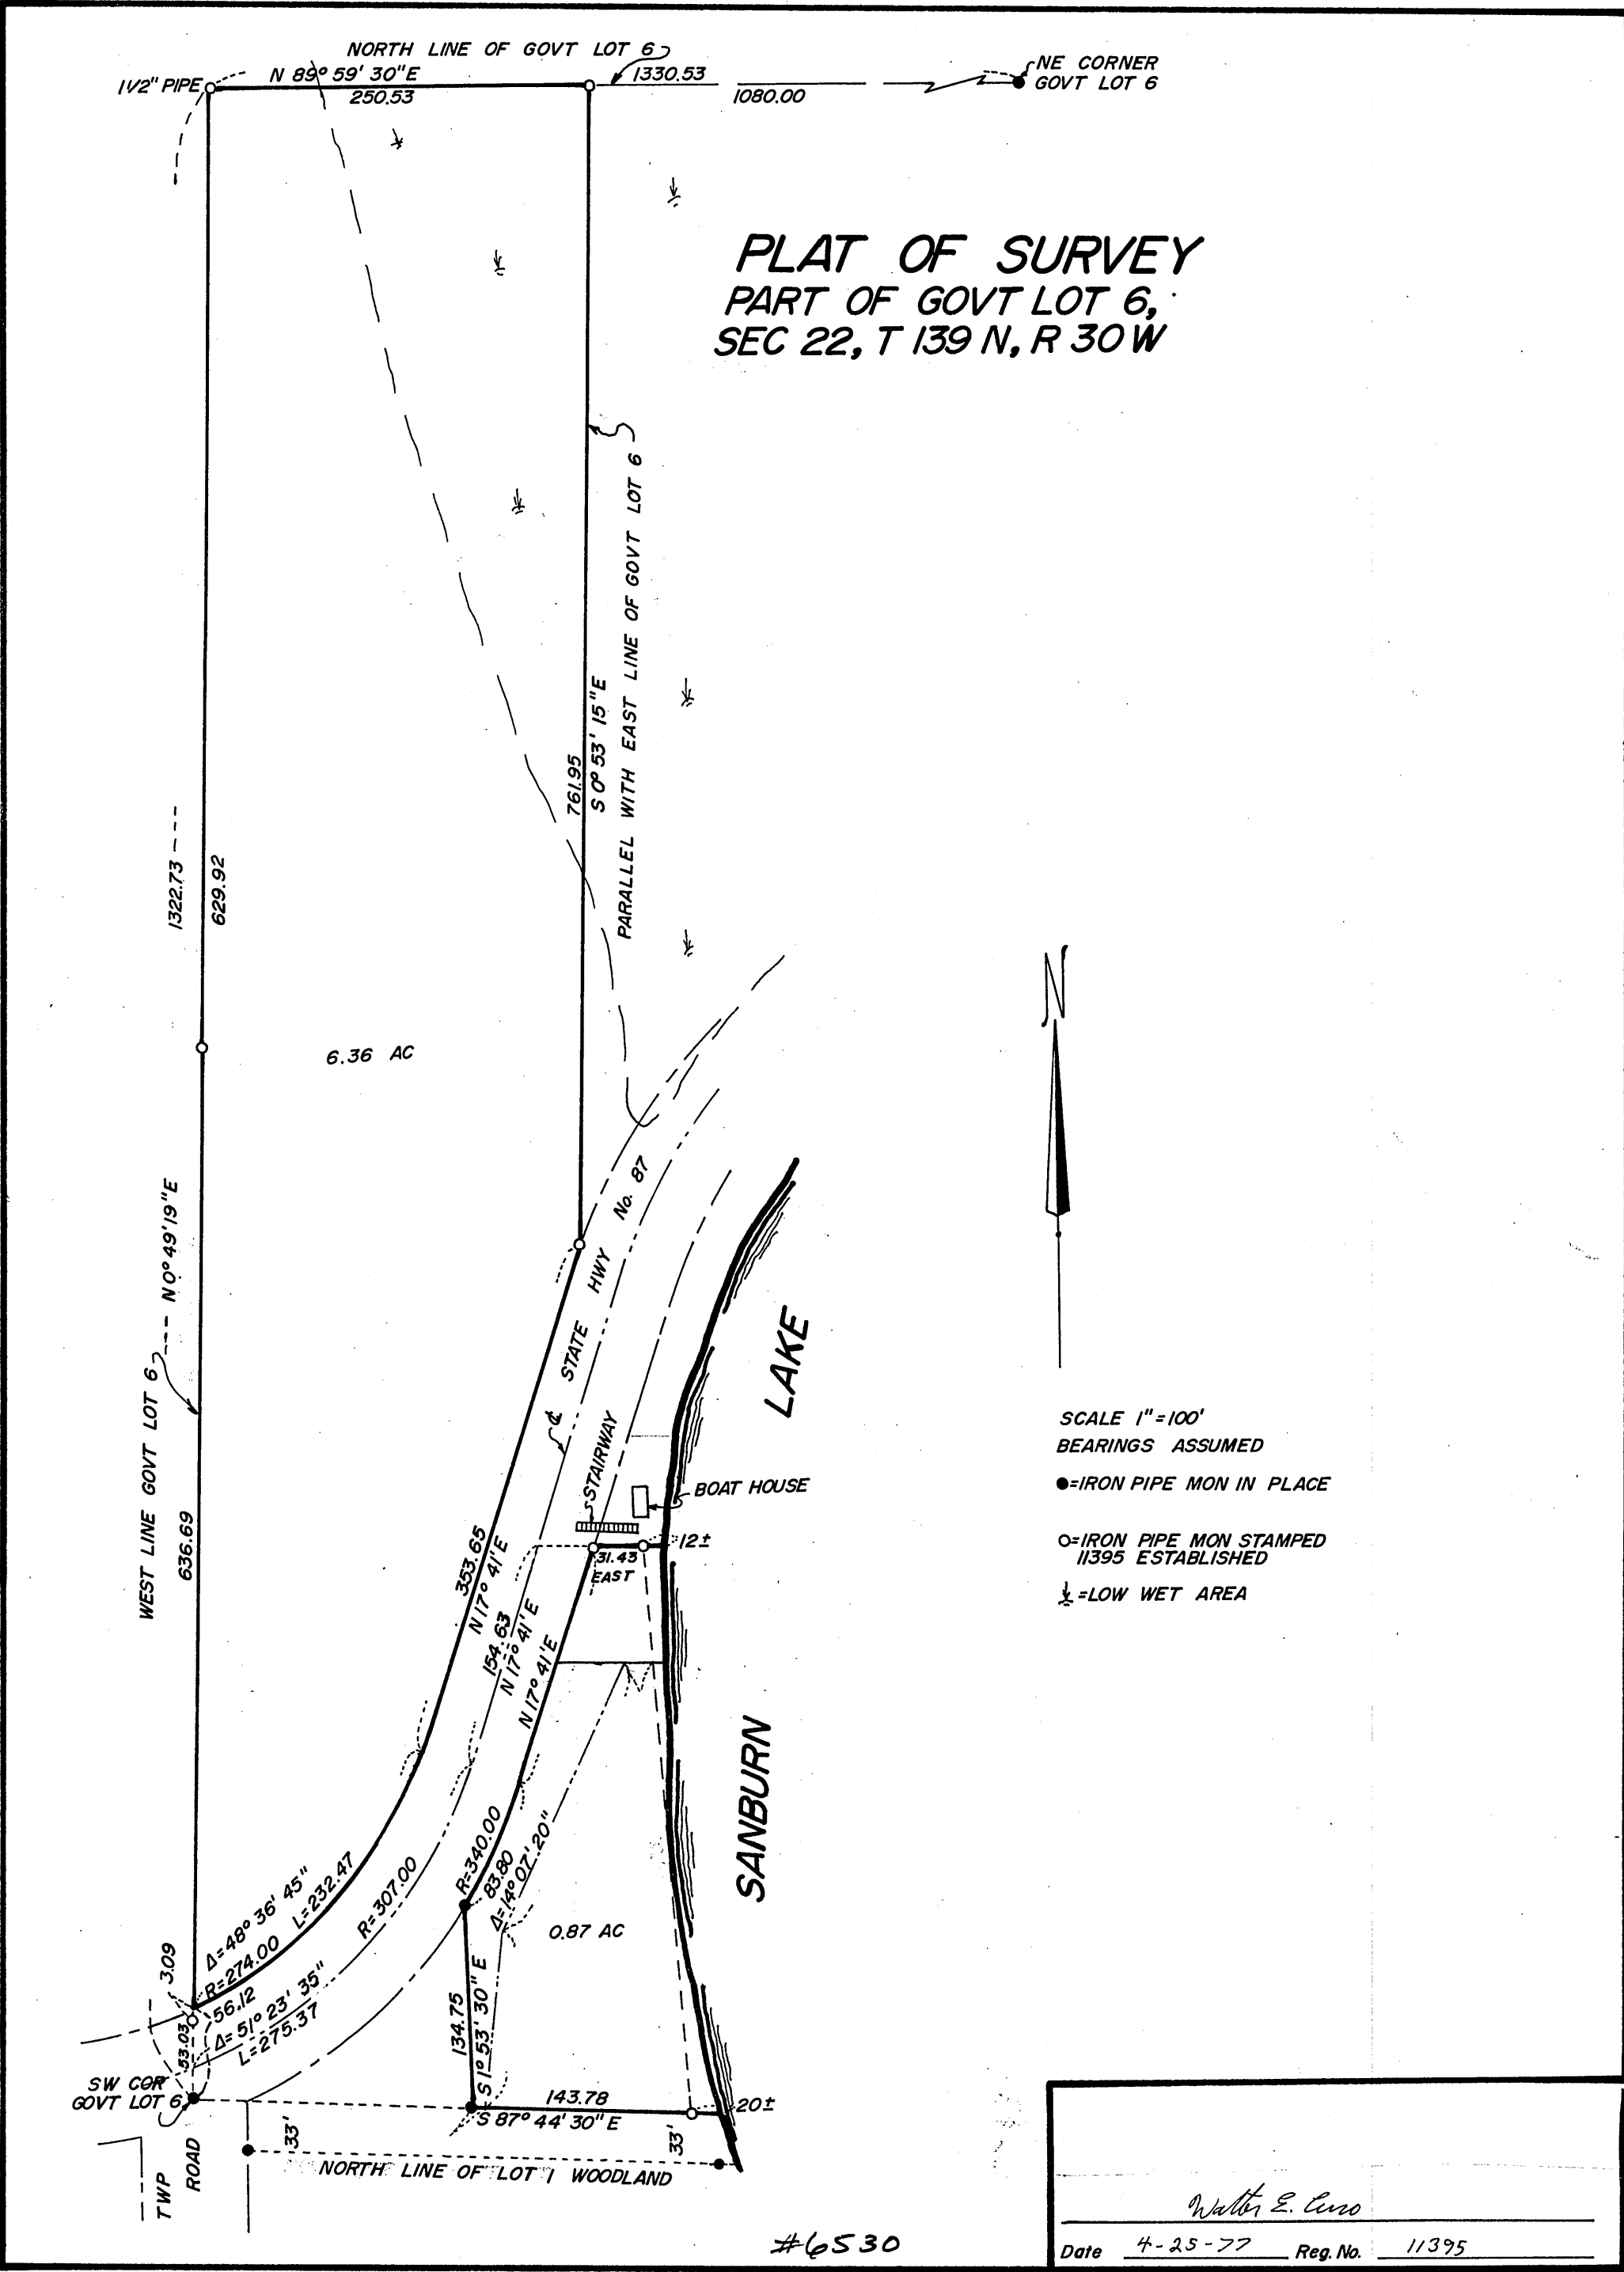 NORTH LINE OF GOVT LOT 6
1 1/2" PIPE
N 89° 59' 30"E
250.53
1330.53
1080.00
NE CORNER
GOVT LOT 6
PLAT OF SURVEY
PART OF GOVT LOT 6,
SEC 22, T 139 N, R 30 W
761.95
S 0° 53' 15"E
PARALLEL WITH EAST LINE OF GOVT LOT 6
1322.73
629.92
6.36 AC
N 0° 49' 19"E
WEST LINE GOVT LOT 6
636.69
STATE HWY No. 87
LAKE
SANBURN
STAIRWAY
BOAT HOUSE
12±
31.43
EAST
353.65
N 17° 41' E
154.63
N 17° 41' E
N 17° 41' E
N
SCALE 1"=100'
BEARINGS ASSUMED
=IRON PIPE MON IN PLACE
=IRON PIPE MON STAMPED
11395 ESTABLISHED
=LOW WET AREA
Δ=48° 36' 45"
L=232.47
R=274.00
R=307.00
R=340.00
83.80
Δ=14° 07' 20"
0.87 AC
3.09
56.12
53.03
Δ=51° 23' 35"
L=275.37
134.75
S 1° 53' 30" E
SW COR
GOVT LOT 6
143.78
S 87° 44' 30" E
20±
33'
33'
NORTH LINE OF LOT 1 WOODLAND
TWP
ROAD
#6530
Walter E.
Date 4-25-77 Reg. No. 11395